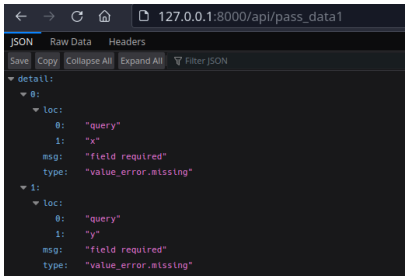 127.0.0.1:8000/api/pass_data1
JSON Raw Data Headers
Save Copy Collapse All Expand All Filter JSON
detail:
0:
loc:
0: "query"
1: "x"
msg: "field required"
type: "value_error.missing"
1:
loc:
0: "query"
1: "y"
msg: "field required"
type: "value_error.missing"